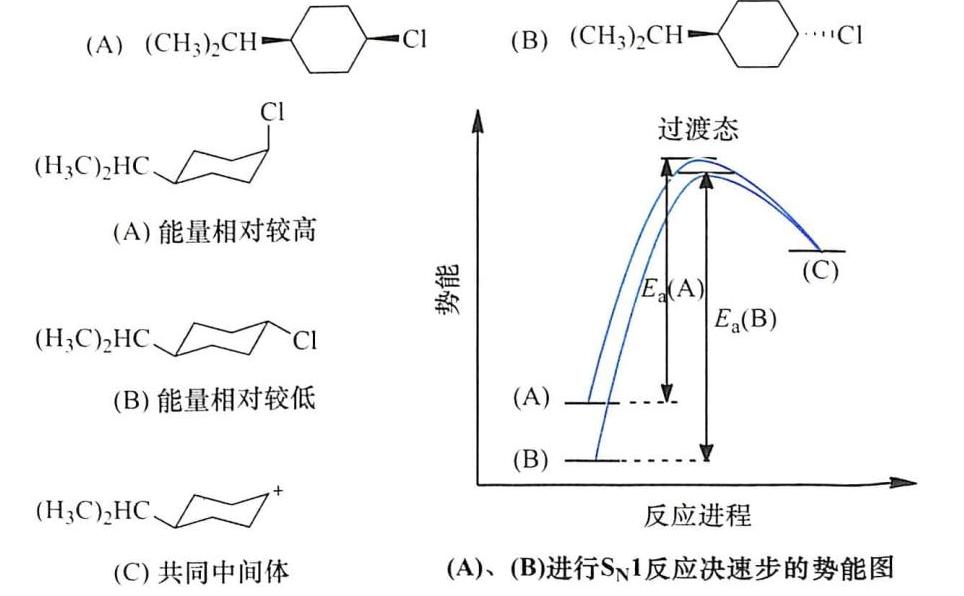 (A) (CH₃)₂CH Cl
(B) (CH₃)₂CH Cl
Cl
(H₃C)₂HC
(A) 能量相对较高
(H₃C)₂HC Cl
(B) 能量相对较低
(H₃C)₂HC +
(C) 共同中间体
过渡态
势能
Eₐ(A)
Eₐ(B)
(C)
(A)
(B)
反应进程
(A)、(B)进行S_N1反应决速步的势能图